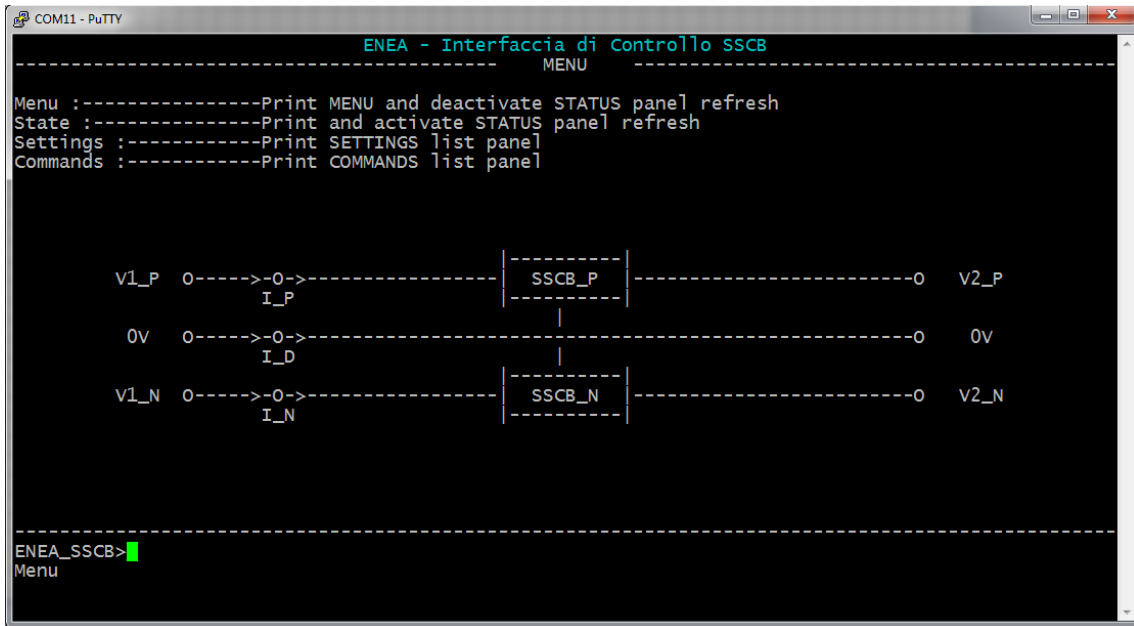 COM11 - PuTTY
ENEA - Interfaccia di Controllo SSCB
------------------------------------------- MENU -------------------------------------------
Menu :----------------Print MENU and deactivate STATUS panel refresh
State :---------------Print and activate STATUS panel refresh
Settings :------------Print SETTINGS list panel
Commands :------------Print COMMANDS list panel
|----------|
V1_P O----->-O->-----------------| SSCB_P |-------------------------O V2_P
I_P |----------|
|
0V O----->-O->------------------------------------------------------O 0V
I_D |
|----------|
V1_N O----->-O->-----------------| SSCB_N |-------------------------O V2_N
I_N |----------|
--------------------------------------------------------------------------------------------------
ENEA_SSCB>
Menu